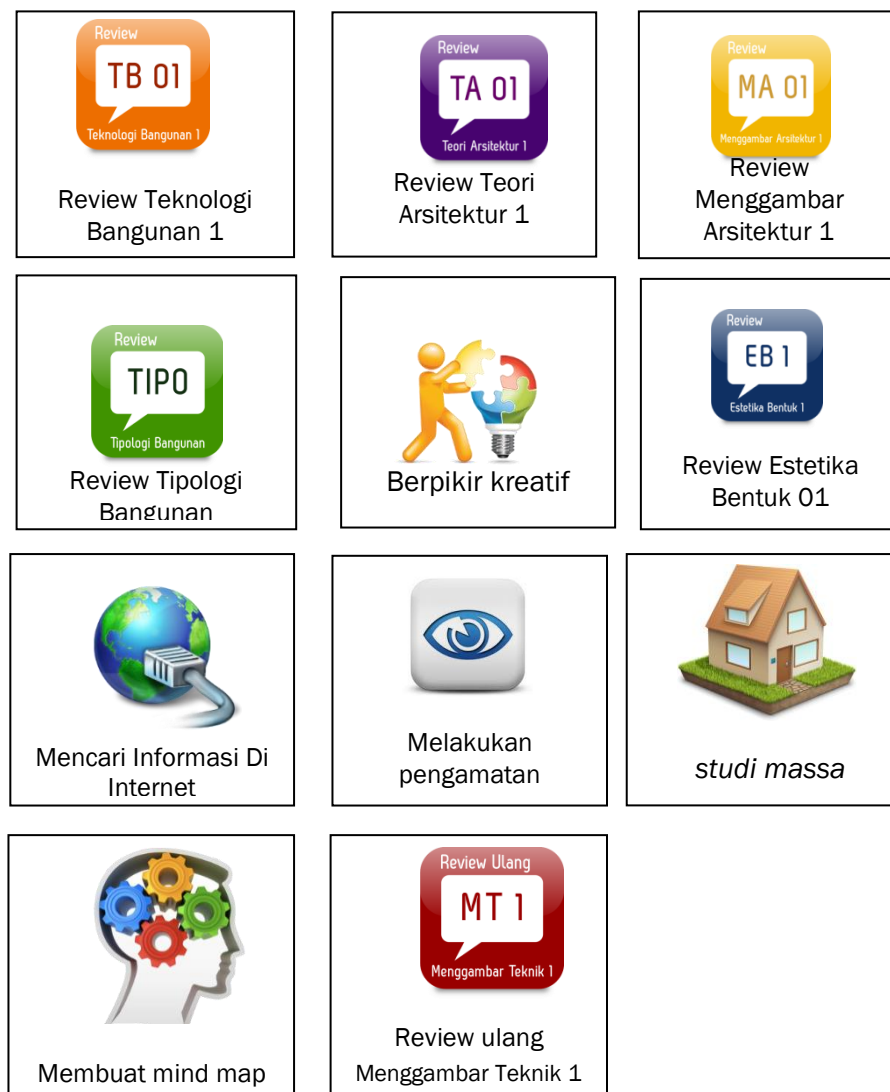 Review
TB 01
Teknologi Bangunan 1
Review Teknologi
Bangunan 1
Review
TA 01
Teori Arsitektur 1
Review Teori
Arsitektur 1
Review
MA 01
Menggambar Arsitektur 1
Review
Menggambar
Arsitektur 1
Review
TIPO
Tipologi Bangunan
Review Tipologi
Bangunan
Berpikir kreatif
Review
EB 1
Estetika Bentuk 1
Review Estetika
Bentuk 01
Mencari Informasi Di
Internet
Melakukan
pengamatan
studi massa
Membuat mind map
Review Ulang
MT 1
Menggambar Teknik 1
Review ulang
Menggambar Teknik 1